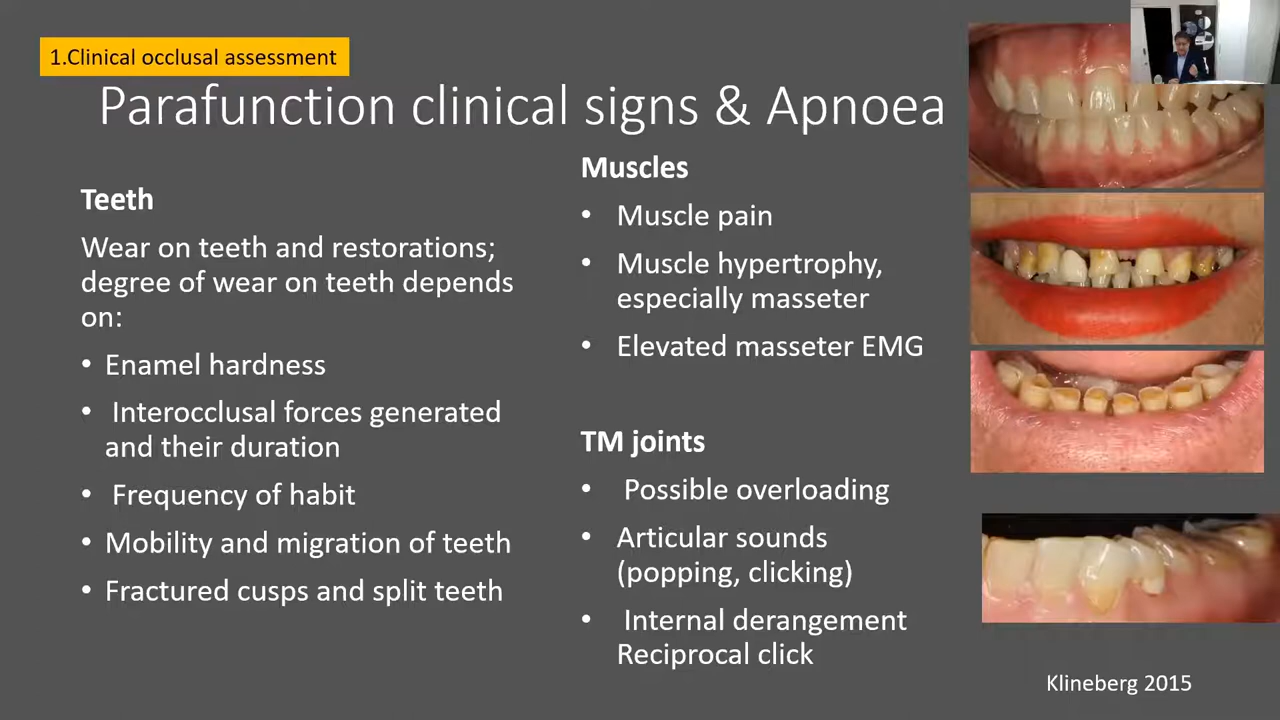 1.Clinical occlusal assessment
Parafunction clinical signs & Apnoea
Teeth
Wear on teeth and restorations;
degree of wear on teeth depends
on:
• Enamel hardness
• Interocclusal forces generated
and their duration
• Frequency of habit
• Mobility and migration of teeth
• Fractured cusps and split teeth
Muscles
• Muscle pain
• Muscle hypertrophy,
especially masseter
• Elevated masseter EMG
TM joints
• Possible overloading
• Articular sounds
(popping, clicking)
• Internal derangement
Reciprocal click
Klineberg 2015